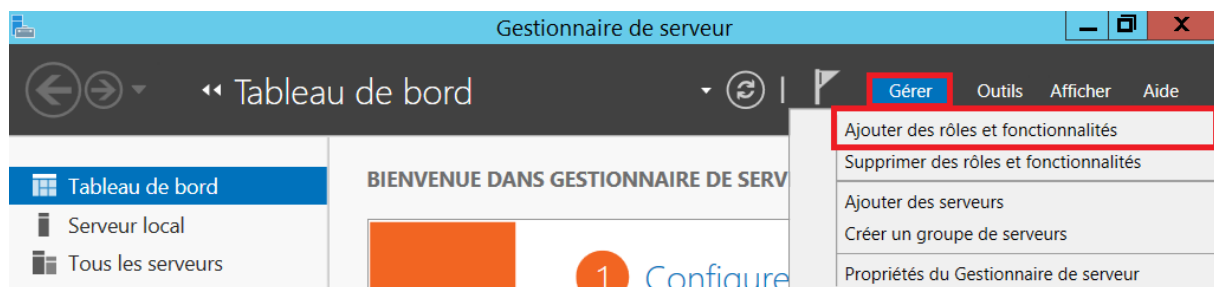 Gestionnaire de serveur
Tableau de bord
Gérer Outils Afficher Aide
Ajouter des rôles et fonctionnalités
Supprimer des rôles et fonctionnalités
Ajouter des serveurs
Créer un groupe de serveurs
Propriétés du Gestionnaire de serveur
Tableau de bord
Serveur local
Tous les serveurs
BIENVENUE DANS GESTIONNAIRE DE SERV
1 Configure